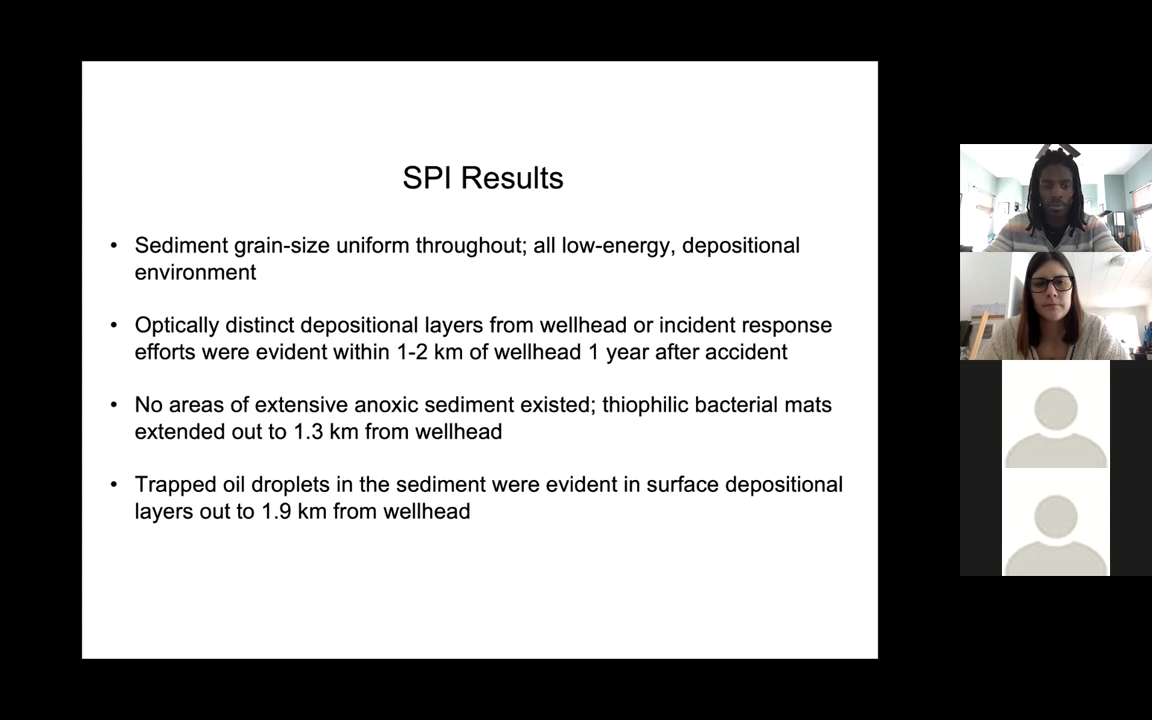 SPI Results
• Sediment grain-size uniform throughout; all low-energy, depositional
environment
• Optically distinct depositional layers from wellhead or incident response
efforts were evident within 1-2 km of wellhead 1 year after accident
• No areas of extensive anoxic sediment existed; thiophilic bacterial mats
extended out to 1.3 km from wellhead
• Trapped oil droplets in the sediment were evident in surface depositional
layers out to 1.9 km from wellhead